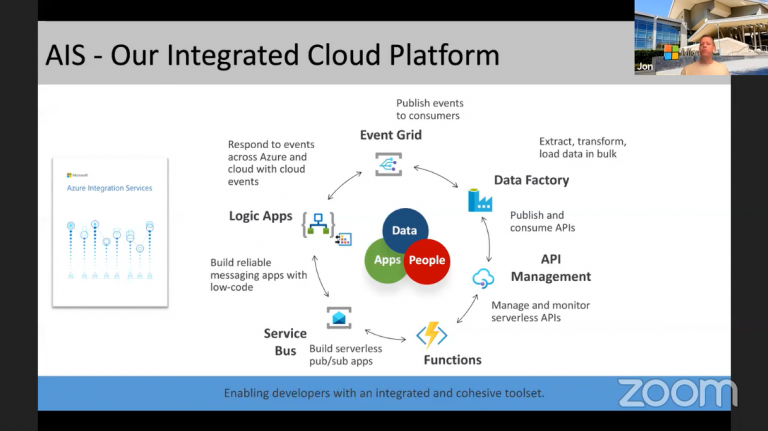 AIS - Our Integrated Cloud Platform
Jon
Microsoft
Azure Integration Services
Publish events
to consumers
Event Grid
Respond to events
across Azure and
cloud with cloud
events
Extract, transform,
load data in bulk
Data Factory
Logic Apps
Data
Apps
People
Publish and
consume APIs
API
Management
Build reliable
messaging apps with
low-code
Manage and monitor
serverless APIs
Service
Bus
Build serverless
pub/sub apps
Functions
Enabling developers with an integrated and cohesive toolset.
zoom